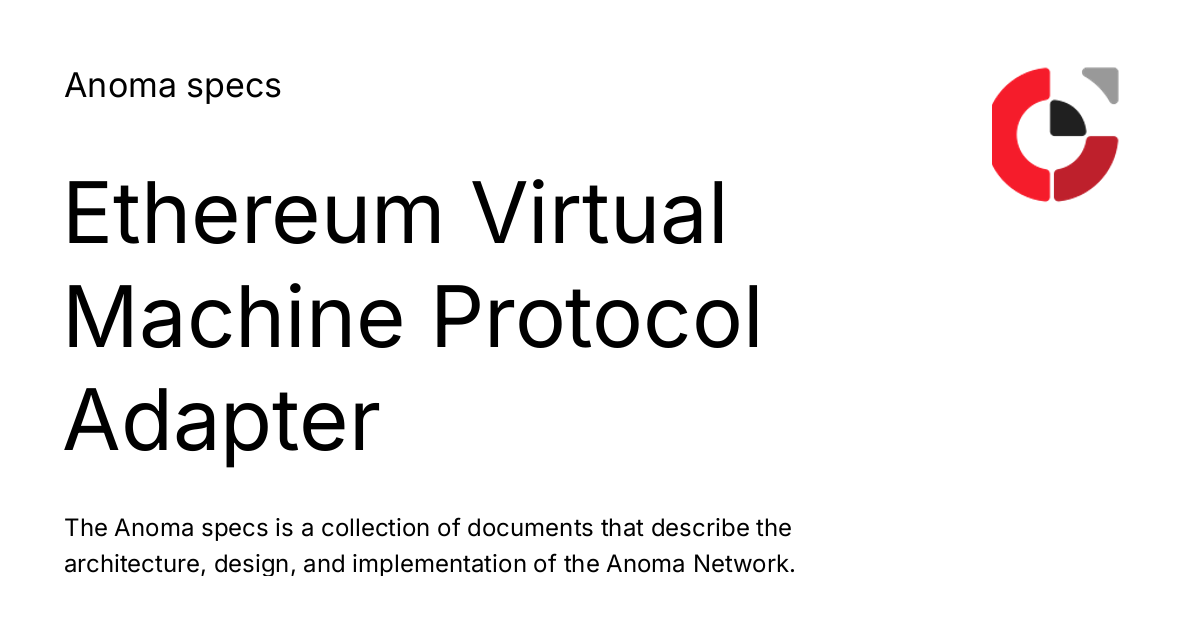 Anoma specs
Ethereum Virtual
Machine Protocol
Adapter
The Anoma specs is a collection of documents that describe the
architecture, design, and implementation of the Anoma Network.